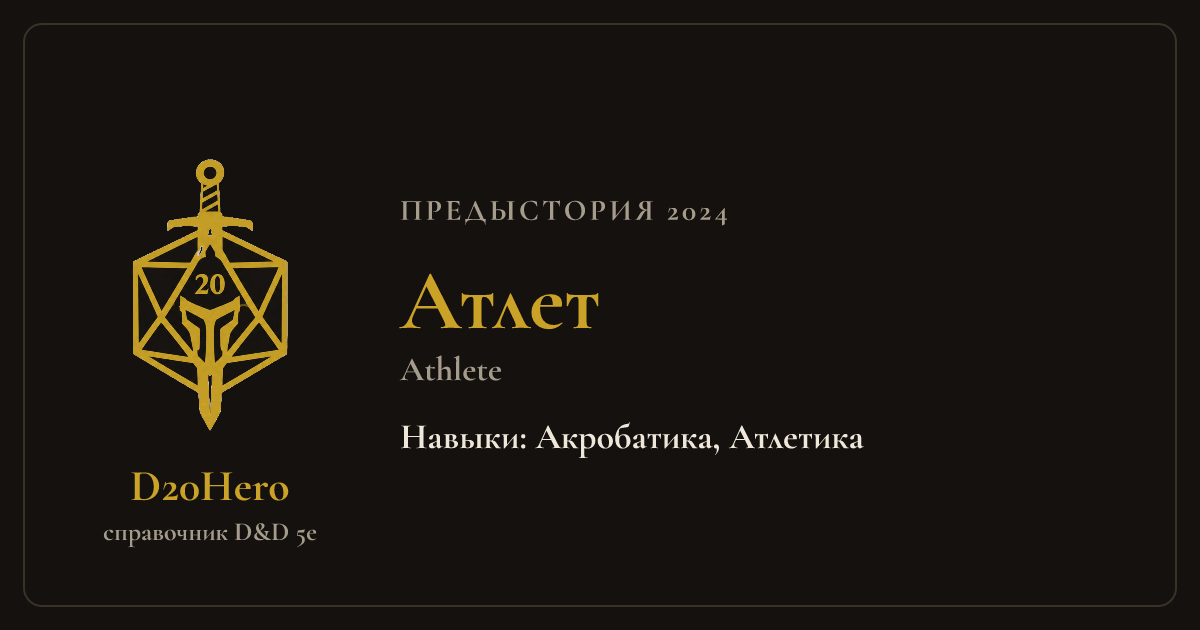 20
D20Hero
справочник D&D 5e
ПРЕДЫСТОРИЯ 2024
Атлет
Athlete
Навыки: Акробатика, Атлетика